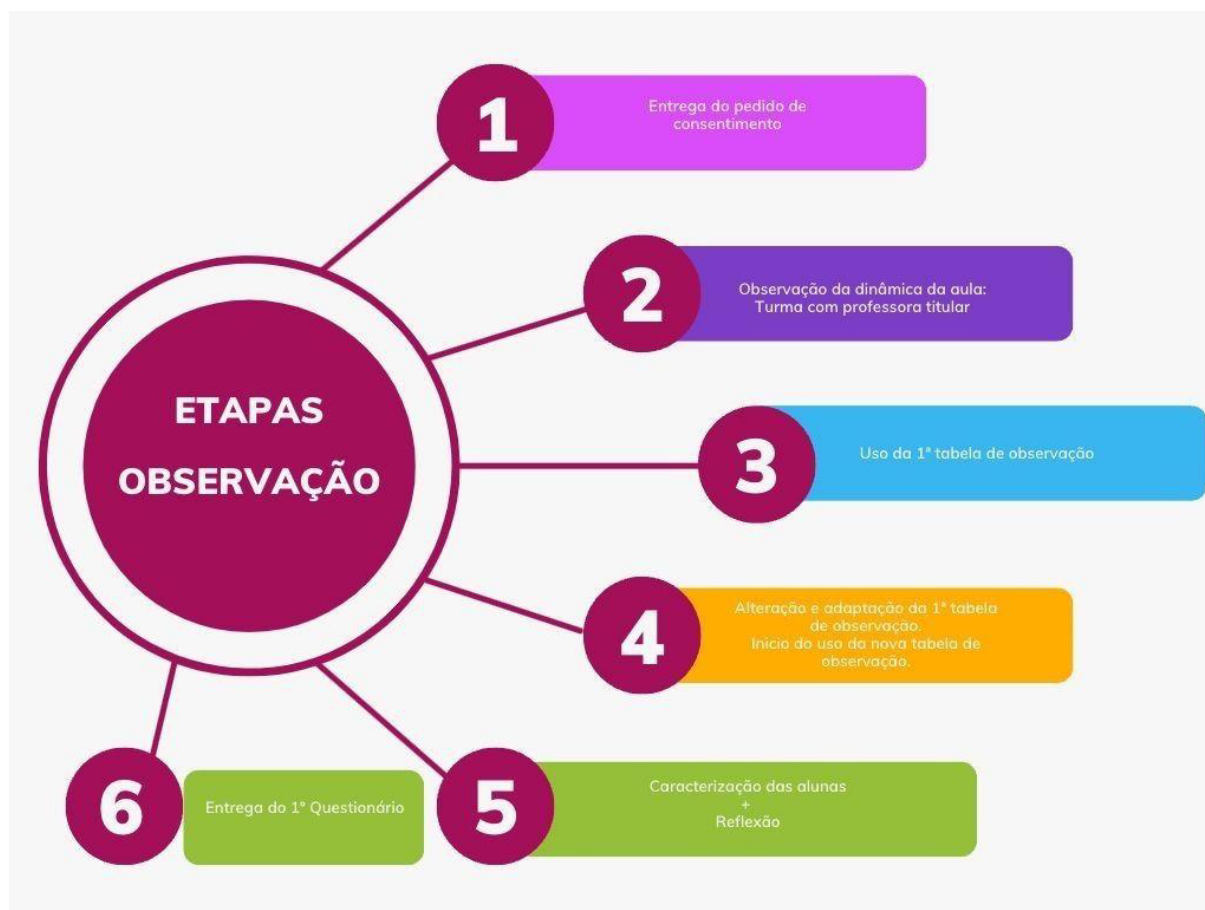 ETAPAS
OBSERVAÇÃO
1
Entrega do pedido de
consentimento
2
Observação da dinâmica da aula:
Turma com professora titular
3
Uso da 1ª tabela de observação
4
Alteração e adaptação da 1ª tabela
de observação.
Inicio do uso da nova tabela de
observação.
5
Caracterização das alunas
+
Reflexão
6
Entrega do 1º Questionário